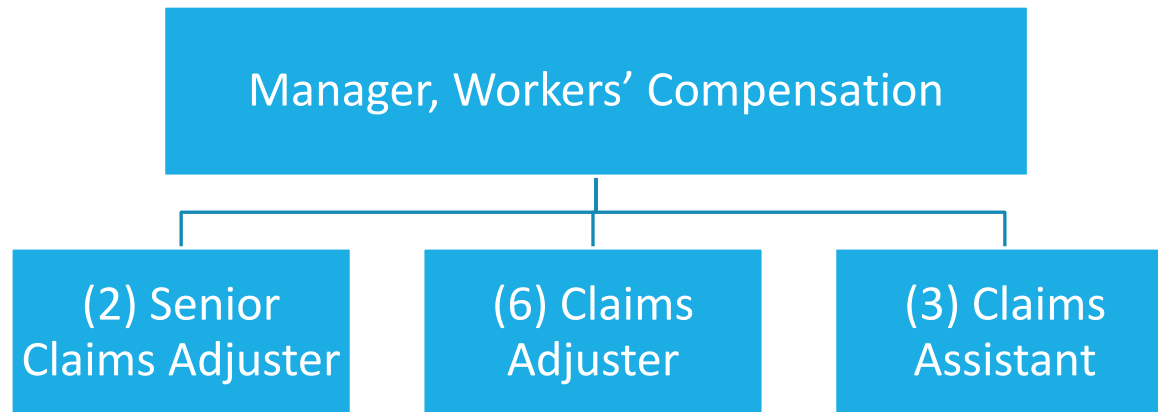 Manager, Workers’ Compensation
(2) Senior
Claims Adjuster
(6) Claims
Adjuster
(3) Claims
Assistant